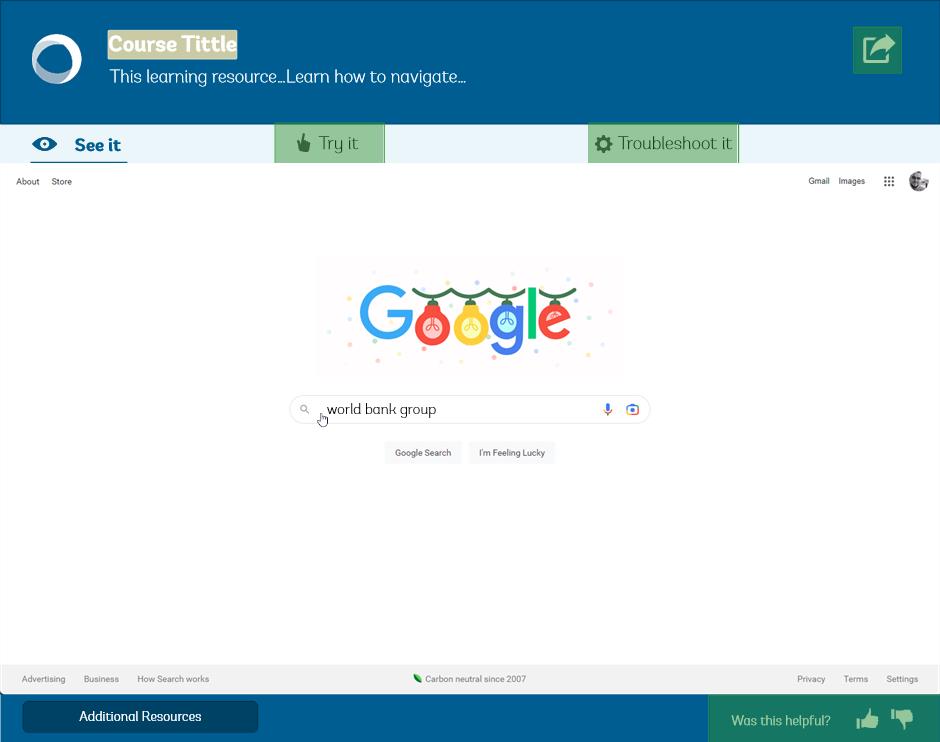 Course Tittle
This learning resource...Learn how to navigate...
See it
Try it
Troubleshoot it
About Store
Gmail Images
Google
world bank group
Google Search I'm Feeling Lucky
Advertising Business How Search works Carbon neutral since 2007 Privacy Terms Settings
Additional Resources
Was this helpful?